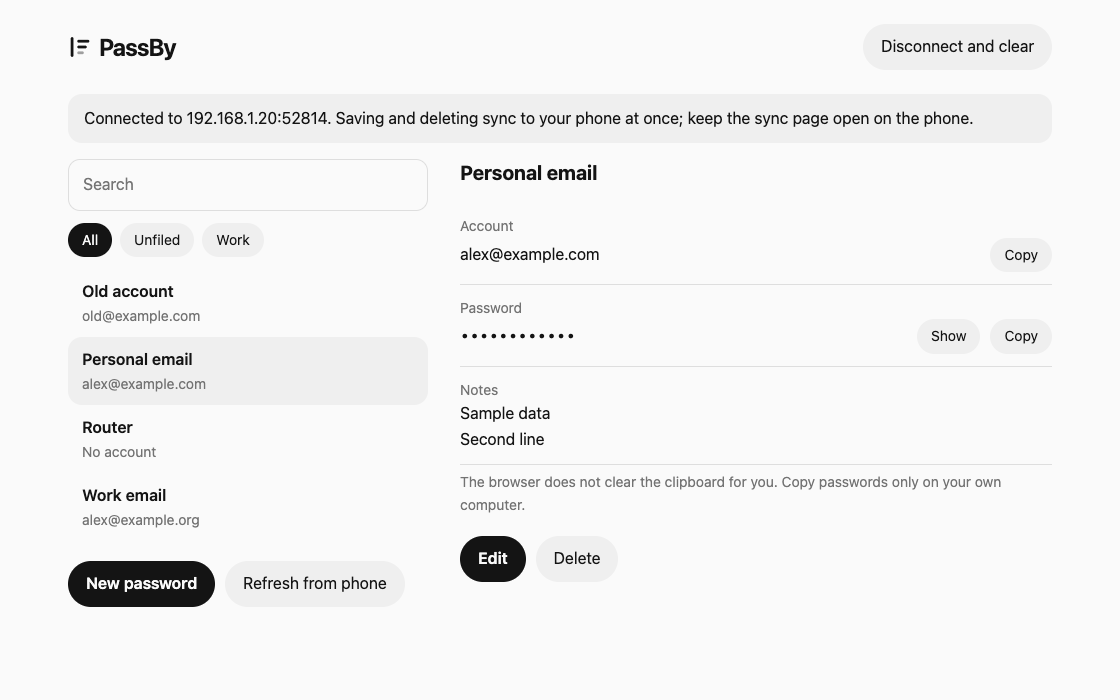 PassBy
Disconnect and clear
Connected to 192.168.1.20:52814. Saving and deleting sync to your phone at once; keep the sync page open on the phone.
Search
All
Unfiled
Work
Old account
old@example.com
Personal email
alex@example.com
Router
No account
Work email
alex@example.org
New password
Refresh from phone
Personal email
Account
alex@example.com
Copy
Password
••••••••••••
Show
Copy
Notes
Sample data
Second line
The browser does not clear the clipboard for you. Copy passwords only on your own
computer.
Edit
Delete